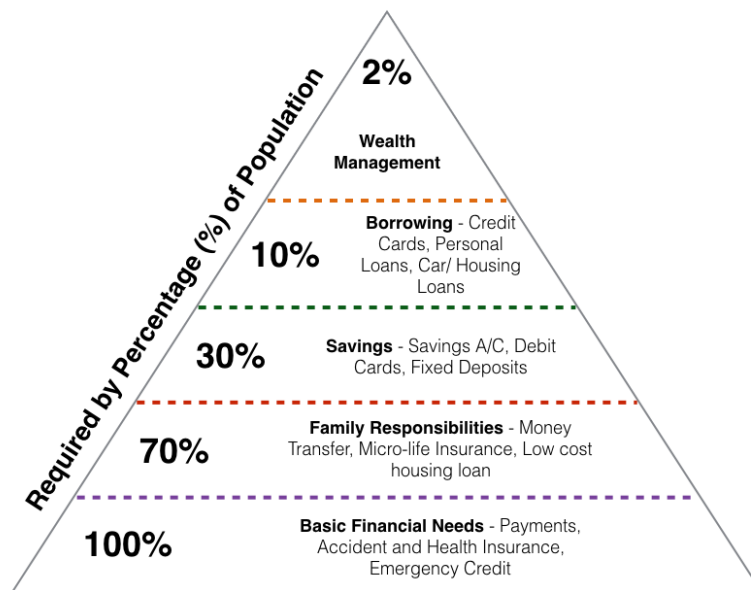 Required by Percentage (%) of Population
2%
Wealth
Management
10%
Borrowing - Credit
Cards, Personal
Loans, Car/ Housing
Loans
30%
Savings - Savings A/C, Debit
Cards, Fixed Deposits
70%
Family Responsibilities - Money
Transfer, Micro-life Insurance, Low cost
housing loan
100%
Basic Financial Needs - Payments,
Accident and Health Insurance,
Emergency Credit